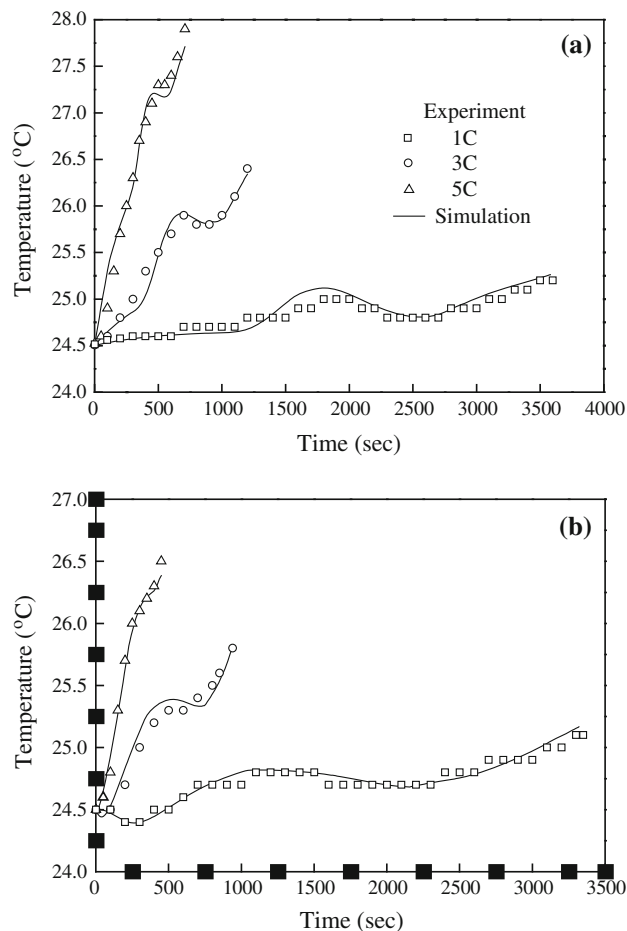 28.0
(a)
27.5
27.0
26.5
26.0
25.5
25.0
24.5
24.0
Temperature (°C)
Experiment
1C
3C
5C
Simulation
0 500 1000 1500 2000 2500 3000 3500 4000
Time (sec)
27.0
(b)
26.5
26.0
25.5
25.0
24.5
24.0
Temperature (°C)
0 500 1000 1500 2000 2500 3000 3500
Time (sec)